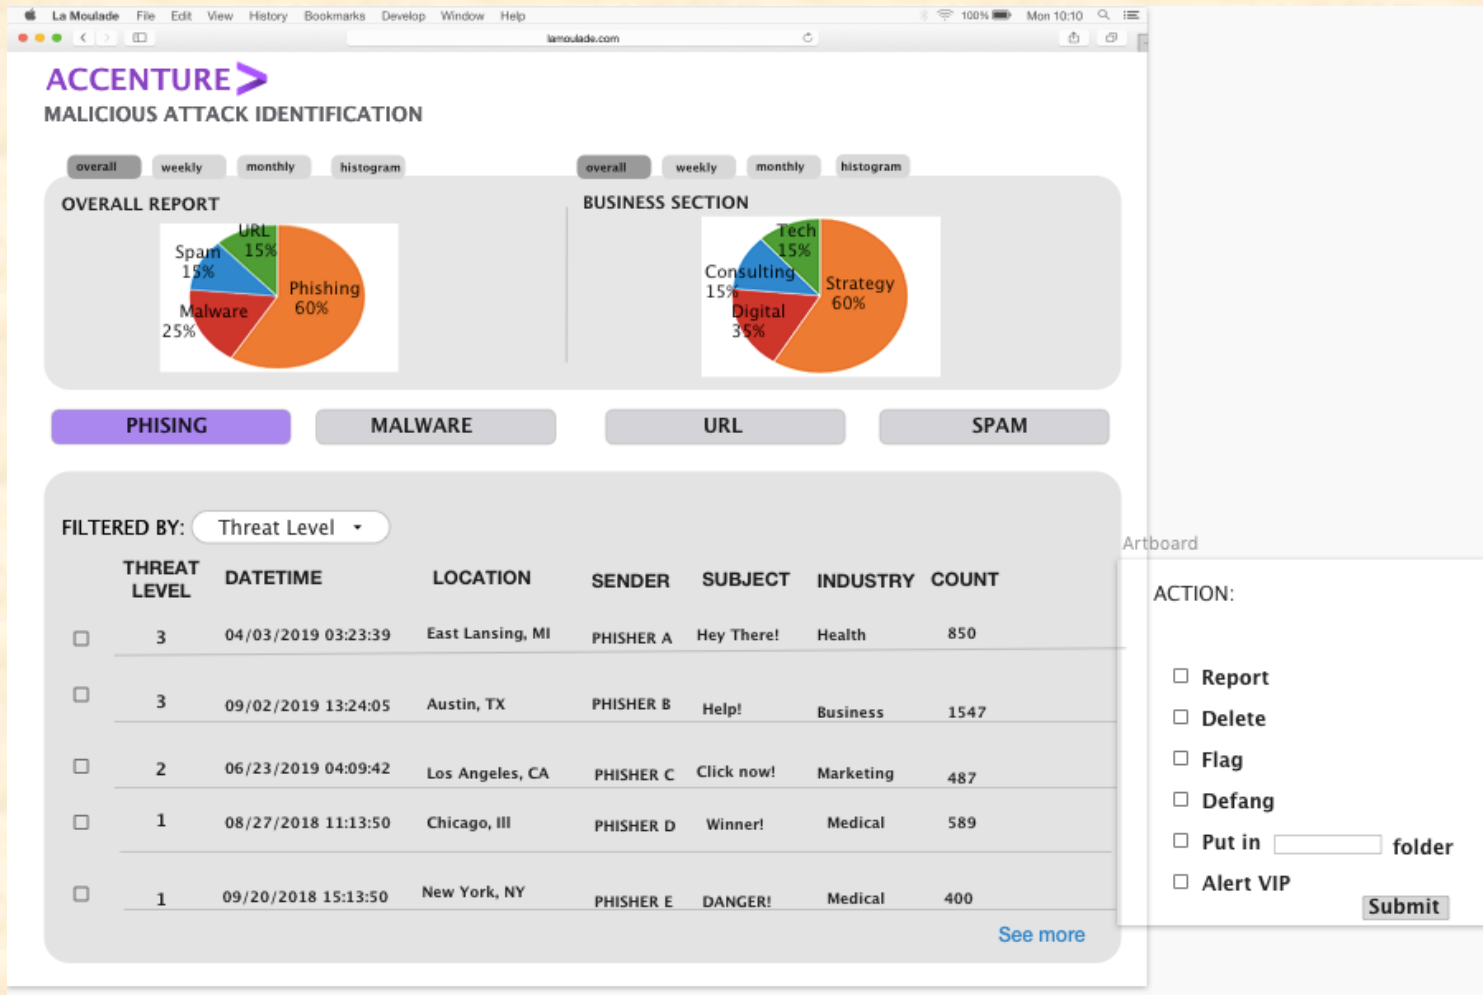 La Moulade File Edit View History Bookmarks Develop Window Help 100% Mon 10:10
lamoulade.com
ACCENTURE
MALICIOUS ATTACK IDENTIFICATION
overall weekly monthly histogram
overall weekly monthly histogram
OVERALL REPORT
URL
15%
Spam
15%
Phishing
60%
Malware
25%
BUSINESS SECTION
Tech
15%
Consulting
15%
Strategy
60%
Digital
35%
PHISING MALWARE URL SPAM
FILTERED BY: Threat Level
THREAT LEVEL DATETIME LOCATION SENDER SUBJECT INDUSTRY COUNT
3 04/03/2019 03:23:39 East Lansing, MI PHISHER A Hey There! Health 850
3 09/02/2019 13:24:05 Austin, TX PHISHER B Help! Business 1547
2 06/23/2019 04:09:42 Los Angeles, CA PHISHER C Click now! Marketing 487
1 08/27/2018 11:13:50 Chicago, Ill PHISHER D Winner! Medical 589
1 09/20/2018 15:13:50 New York, NY PHISHER E DANGER! Medical 400
See more
Artboard
ACTION:
Report
Delete
Flag
Defang
Put in folder
Alert VIP
Submit